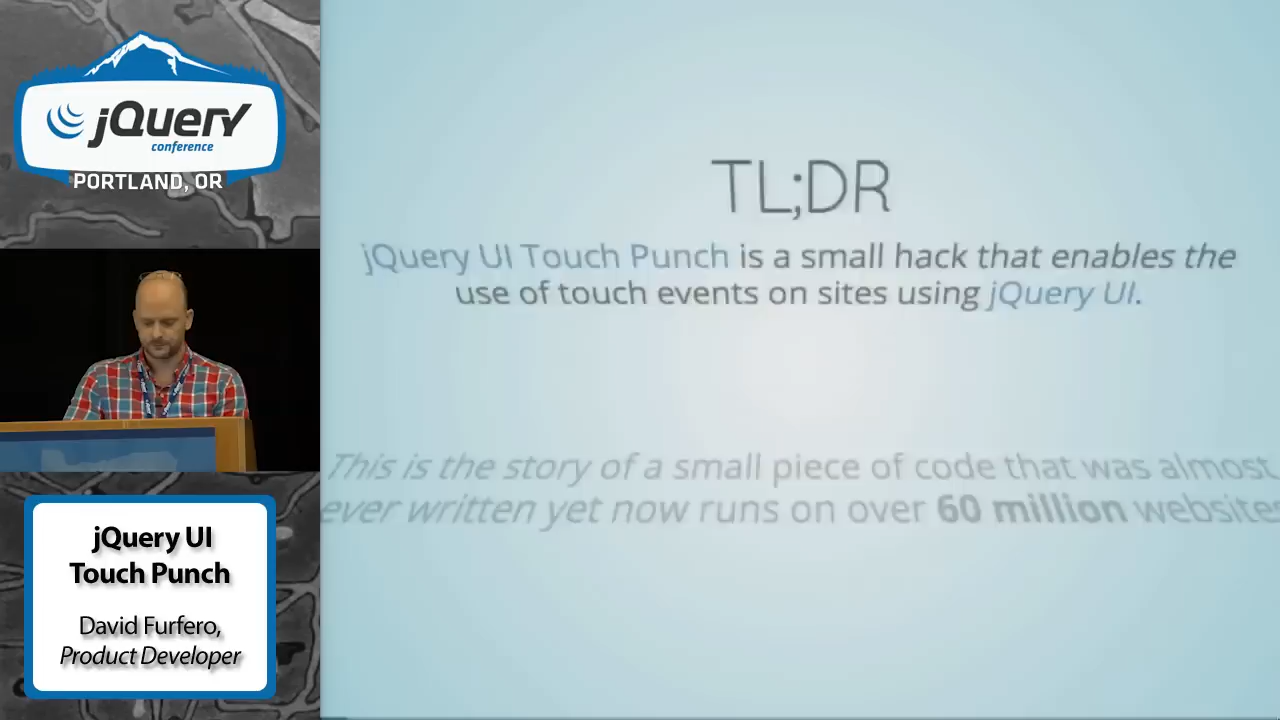 jQuery
conference
PORTLAND, OR
TL;DR
jQuery UI Touch Punch is a small hack that enables the
use of touch events on sites using jQuery UI.
This is the story of a small piece of code that was almost
ever written yet now runs on over 60 million websites
jQuery UI
Touch Punch
David Furfero,
Product Developer